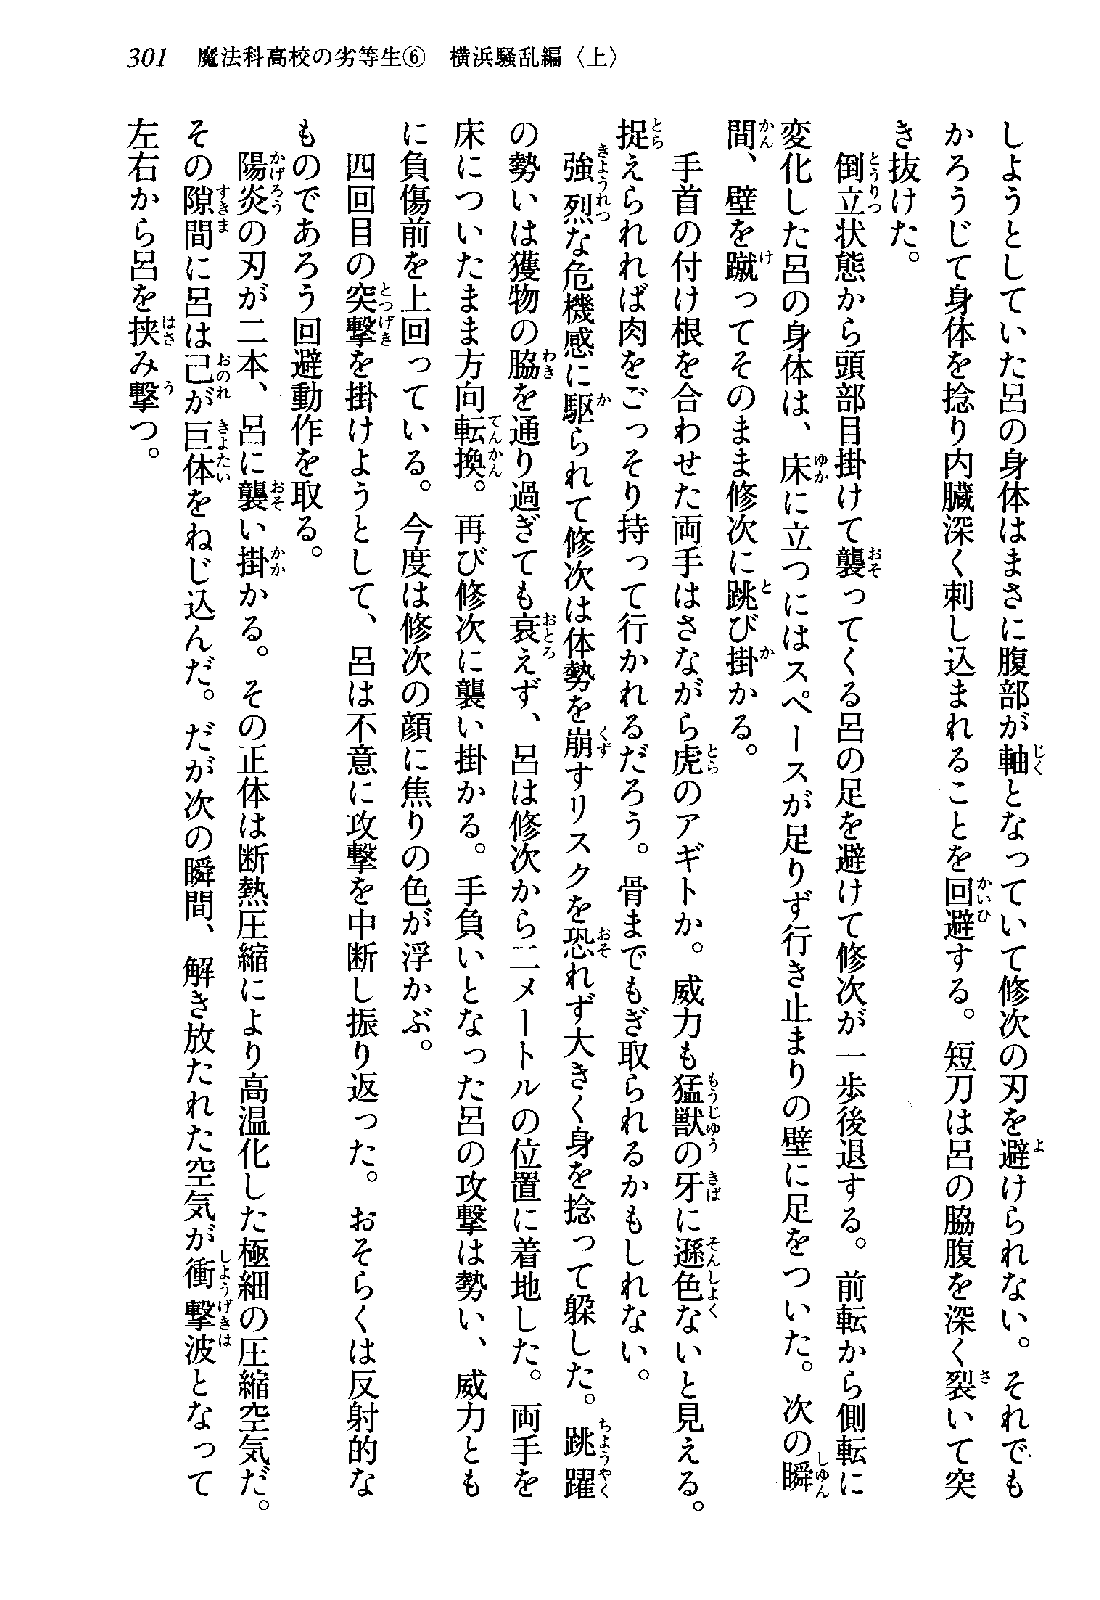 301　魔法科高校の劣等生⑥　横浜騒乱編〈上〉
しようとしていた呂の身体はまさに腹部が軸となっていて修次の刃を避けられない。それでも
かろうじて身体を捻り内臓深く刺し込まれることを回避する。短刀は呂の脇腹を深く裂いて突
き抜けた。
　倒立状態から頭部目掛けて襲ってくる呂の足を避けて修次が一歩後退する。前転から側転に
変化した呂の身体は、床に立つにはスペースが足りず行き止まりの壁に足をついた。次の瞬
間、壁を蹴ってそのまま修次に跳び掛かる。
　手首の付け根を合わせた両手はさながら虎のアギトか。威力も猛獣の牙に遜色ないと見える。
捉えられれば肉をごっそり持って行かれるだろう。骨までもぎ取られるかもしれない。
　強烈な危機感に駆られて修次は体勢を崩すリスクを恐れず大きく身を捻って躱した。跳躍
の勢いは獲物の脇を通り過ぎても衰えず、呂は修次から二メートルの位置に着地した。両手を
床についたまま方向転換。再び修次に襲い掛かる。手負いとなった呂の攻撃は勢い、威力とも
に負傷前を上回っている。今度は修次の顔に焦りの色が浮かぶ。
　四回目の突撃を掛けようとして、呂は不意に攻撃を中断し振り返った。おそらくは反射的な
ものであろう回避動作を取る。
　陽炎の刃が二本、呂に襲い掛かる。その正体は断熱圧縮により高温化した極細の圧縮空気だ。
その隙間に呂は己が巨体をねじ込んだ。だが次の瞬間、解き放たれた空気が衝撃波となって
左右から呂を挟み撃つ。